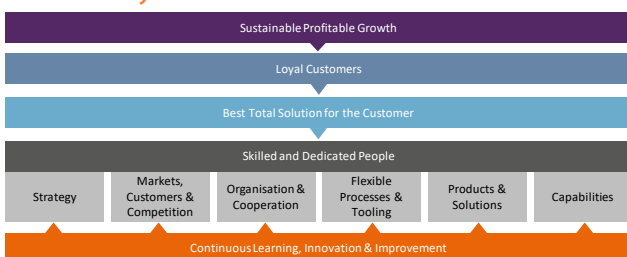 Sustainable Profitable Growth
Loyal Customers
Best Total Solution for the Customer
Skilled and Dedicated People
Strategy
Markets,
Customers &
Competition
Organisation &
Cooperation
Flexible
Processes &
Tooling
Products &
Solutions
Capabilities
Continuous Learning, Innovation & Improvement